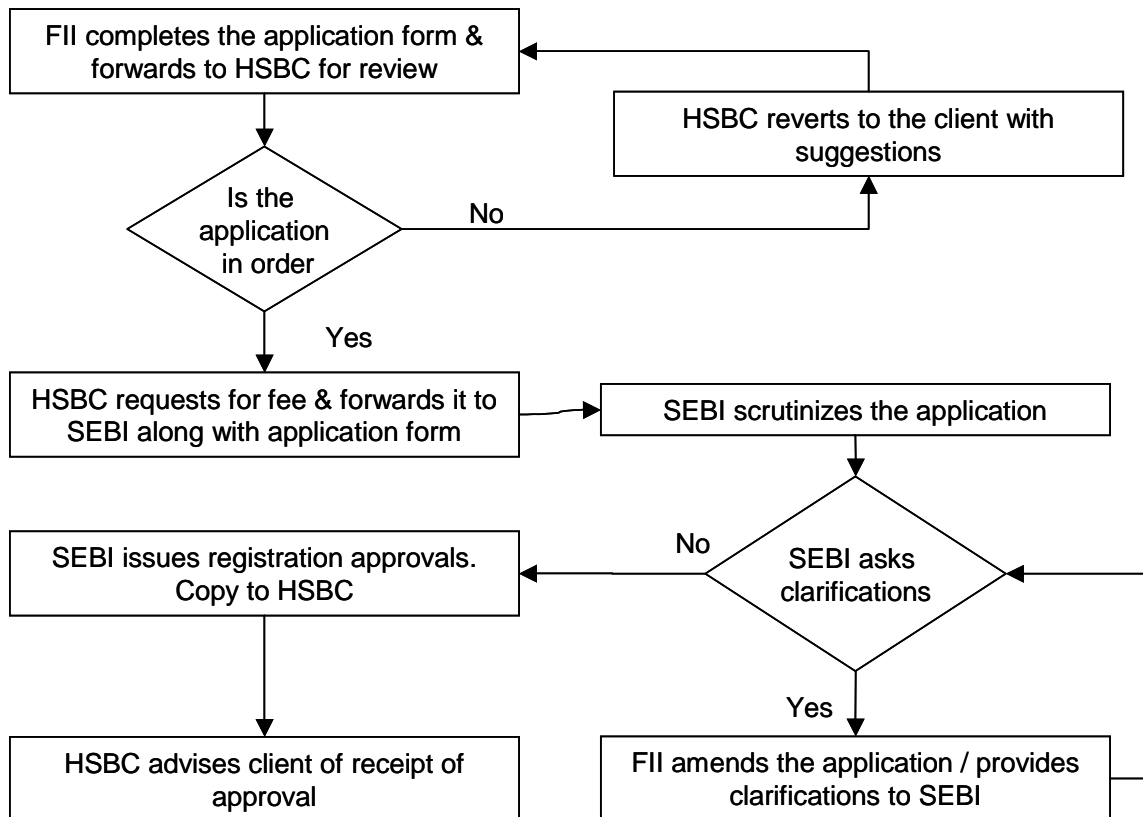 FII completes the application form &
forwards to HSBC for review
HSBC reverts to the client with
suggestions
Is the
application
in order
No
Yes
HSBC requests for fee & forwards it to
SEBI along with application form
SEBI scrutinizes the application
SEBI issues registration approvals.
Copy to HSBC
No
SEBI asks
clarifications
Yes
HSBC advises client of receipt of
approval
FII amends the application / provides
clarifications to SEBI